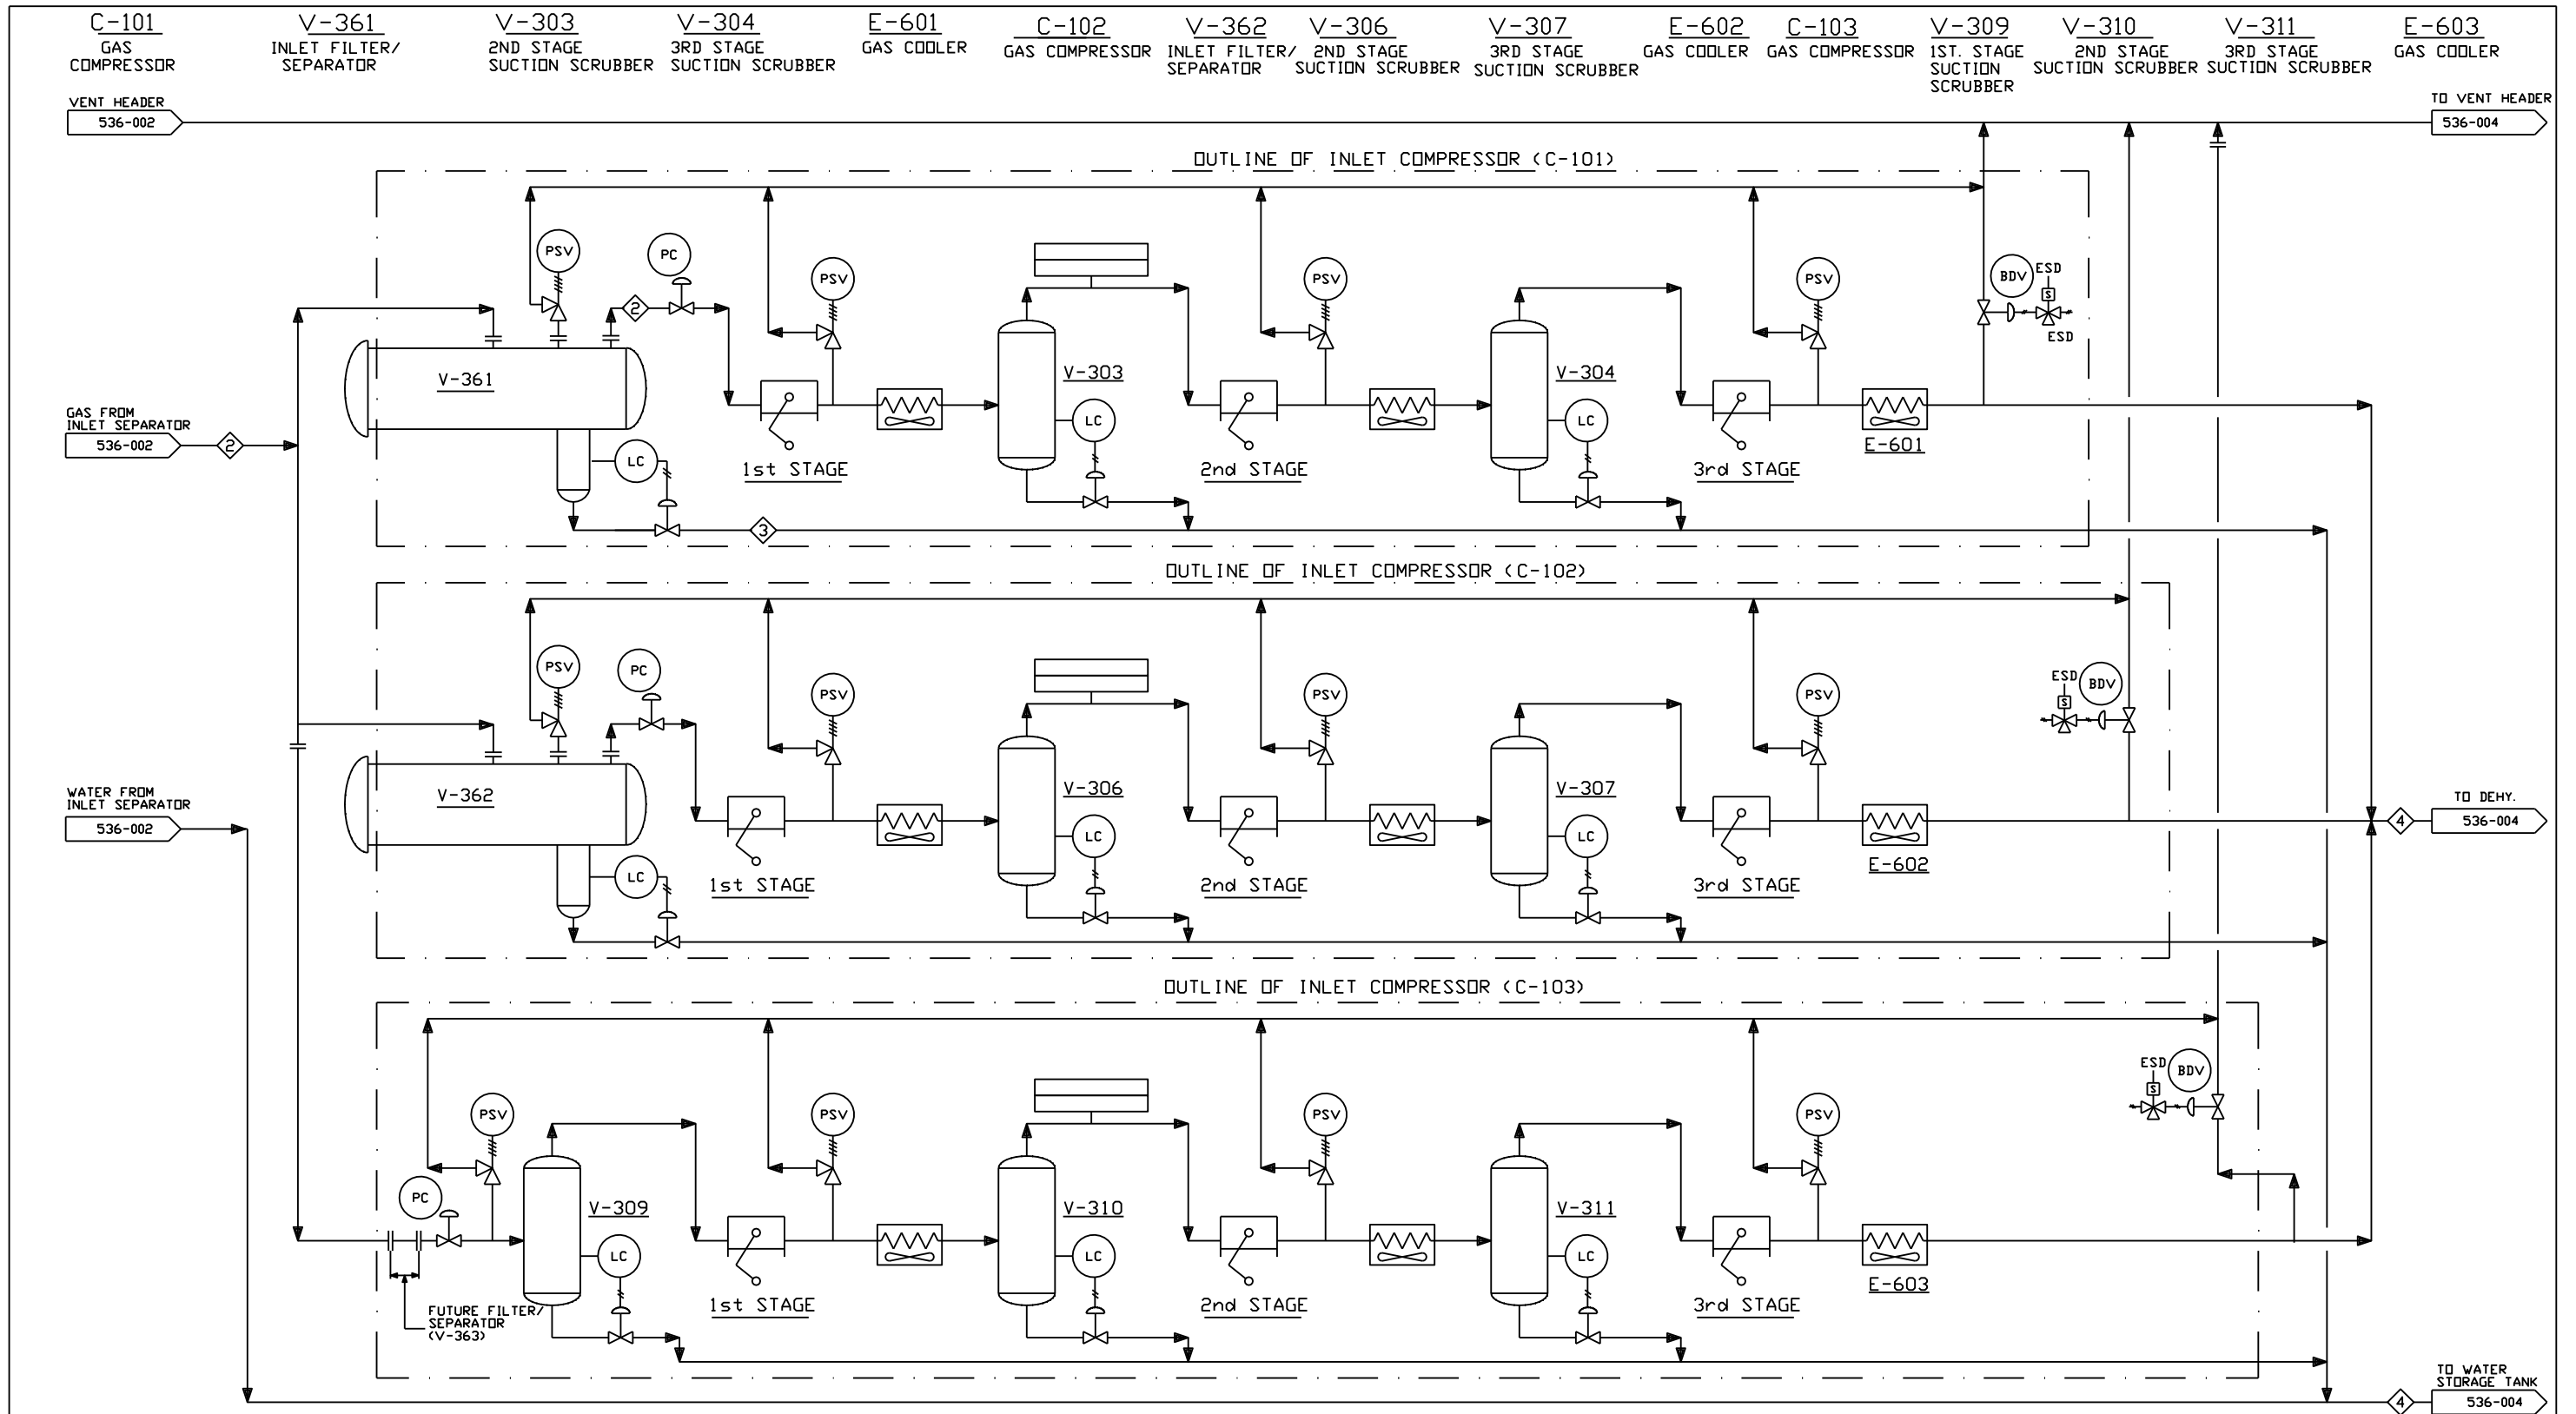 C-101
GAS
COMPRESSOR
V-361
INLET FILTER/
SEPARATOR
V-303
2ND STAGE
SUCTION SCRUBBER
V-304
3RD STAGE
SUCTION SCRUBBER
E-601
GAS COOLER
C-102
GAS COMPRESSOR
V-362
INLET FILTER/
SEPARATOR
V-306
2ND STAGE
SUCTION SCRUBBER
V-307
3RD STAGE
SUCTION SCRUBBER
E-602
GAS COOLER
C-103
GAS COMPRESSOR
V-309
1ST. STAGE
SUCTION
SCRUBBER
V-310
2ND STAGE
SUCTION SCRUBBER
V-311
3RD STAGE
SUCTION SCRUBBER
E-603
GAS COOLER
VENT HEADER
536-002
TO VENT HEADER
536-004
OUTLINE OF INLET COMPRESSOR (C-101)
PSV
PC
PSV
PSV
PSV
BDV
ESD
S
ESD
2
V-361
V-303
V-304
GAS FROM
INLET SEPARATOR
536-002
2
LC
LC
LC
1st STAGE
2nd STAGE
3rd STAGE
E-601
3
OUTLINE OF INLET COMPRESSOR (C-102)
PSV
PC
PSV
PSV
PSV
ESD
S
BDV
V-362
V-306
V-307
WATER FROM
INLET SEPARATOR
536-002
LC
LC
LC
1st STAGE
2nd STAGE
3rd STAGE
E-602
TO DEHY.
4
536-004
OUTLINE OF INLET COMPRESSOR (C-103)
PSV
PSV
PSV
PSV
ESD
S
BDV
PC
V-309
V-310
V-311
LC
LC
LC
1st STAGE
2nd STAGE
3rd STAGE
E-603
FUTURE FILTER/
SEPARATOR
(V-363)
TO WATER
STORAGE TANK
4
536-004